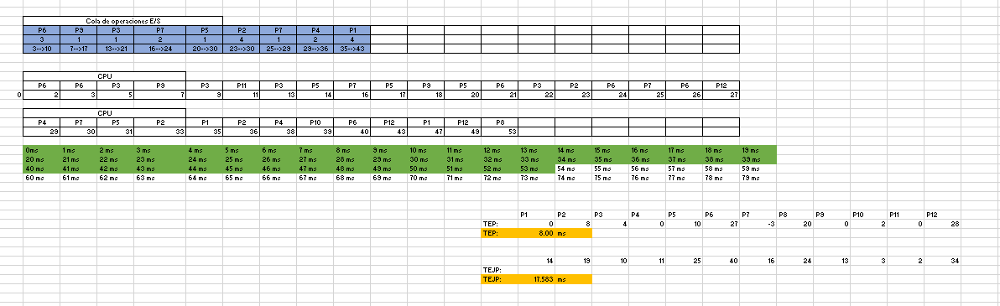 Cola de operaciones E/S
P6 P9 P3 P7 P5 P2 P7 P4 P1
3 1 1 2 1 4 1 2 4
3-->10 7-->17 13-->21 16-->24 20-->30 23-->30 25-->29 29-->36 35-->43
CPU
P6 P6 P3 P9 P3 P11 P3 P5 P7 P5 P9 P5 P6 P3 P2 P6 P7 P6 P12
0 2 3 5 7 9 11 13 14 16 17 18 20 21 22 23 24 25 26 27
CPU
P4 P7 P5 P2 P1 P2 P4 P10 P6 P12 P1 P12 P8
29 30 31 33 35 36 38 39 40 43 47 49 53
0ms 1 ms 2 ms 3 ms 4 ms 5 ms 6 ms 7 ms 8 ms 9 ms 10 ms 11 ms 12 ms 13 ms 14 ms 15 ms 16 ms 17 ms 18 ms 19 ms
20 ms 21 ms 22 ms 23 ms 24 ms 25 ms 26 ms 27 ms 28 ms 29 ms 30 ms 31 ms 32 ms 33 ms 34 ms 35 ms 36 ms 37 ms 38 ms 39 ms
40 ms 41 ms 42 ms 43 ms 44 ms 45 ms 46 ms 47 ms 48 ms 49 ms 50 ms 51 ms 52 ms 53 ms 54 ms 55 ms 56 ms 57 ms 58 ms 59 ms
60 ms 61 ms 62 ms 63 ms 64 ms 65 ms 66 ms 67 ms 68 ms 69 ms 70 ms 71 ms 72 ms 73 ms 74 ms 75 ms 76 ms 77 ms 78 ms 79 ms
P1 P2 P3 P4 P5 P6 P7 P8 P9 P10 P11 P12
TEP: 0 8 4 0 10 27 -3 20 0 2 0 28
TEP: 8.00 ms
14 19 10 11 25 40 16 24 13 3 2 34
TEJP:
TEJP: 17.583 ms